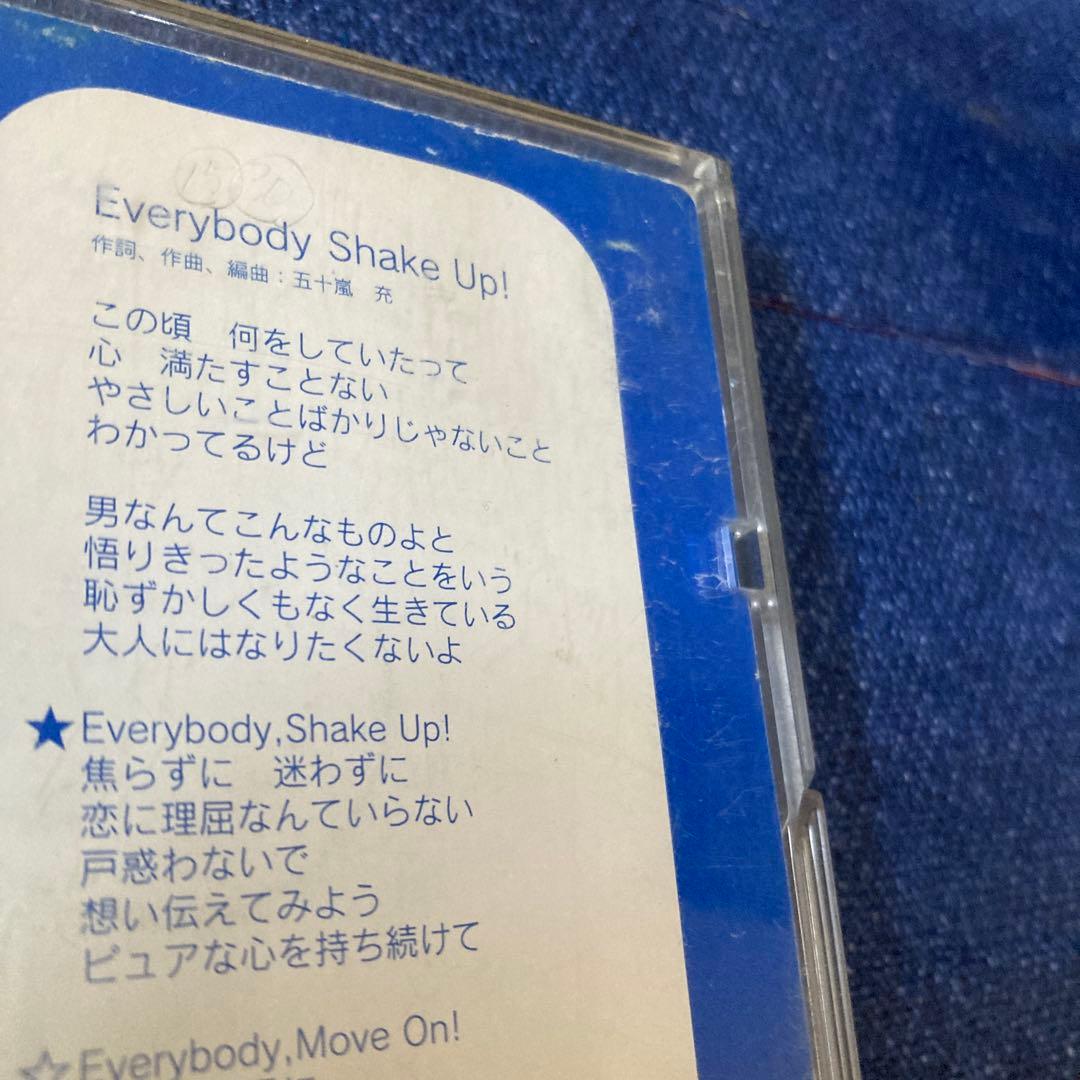 Everybody Shake Up!
作詞、作曲、編曲：五十嵐　充
この頃　何をしていたって
心　満たすことない
やさしいことばかりじゃないこと
わかってるけど
男なんてこんなものよと
悟りきったようなことをいう
恥ずかしくもなく生きている
大人にはなりたくないよ
★Everybody,Shake Up!
焦らずに　迷わずに
恋に理屈なんていらない
戸惑わないで
想い伝えてみよう
ピュアな心を持ち続けて
☆Everybody,Move On!